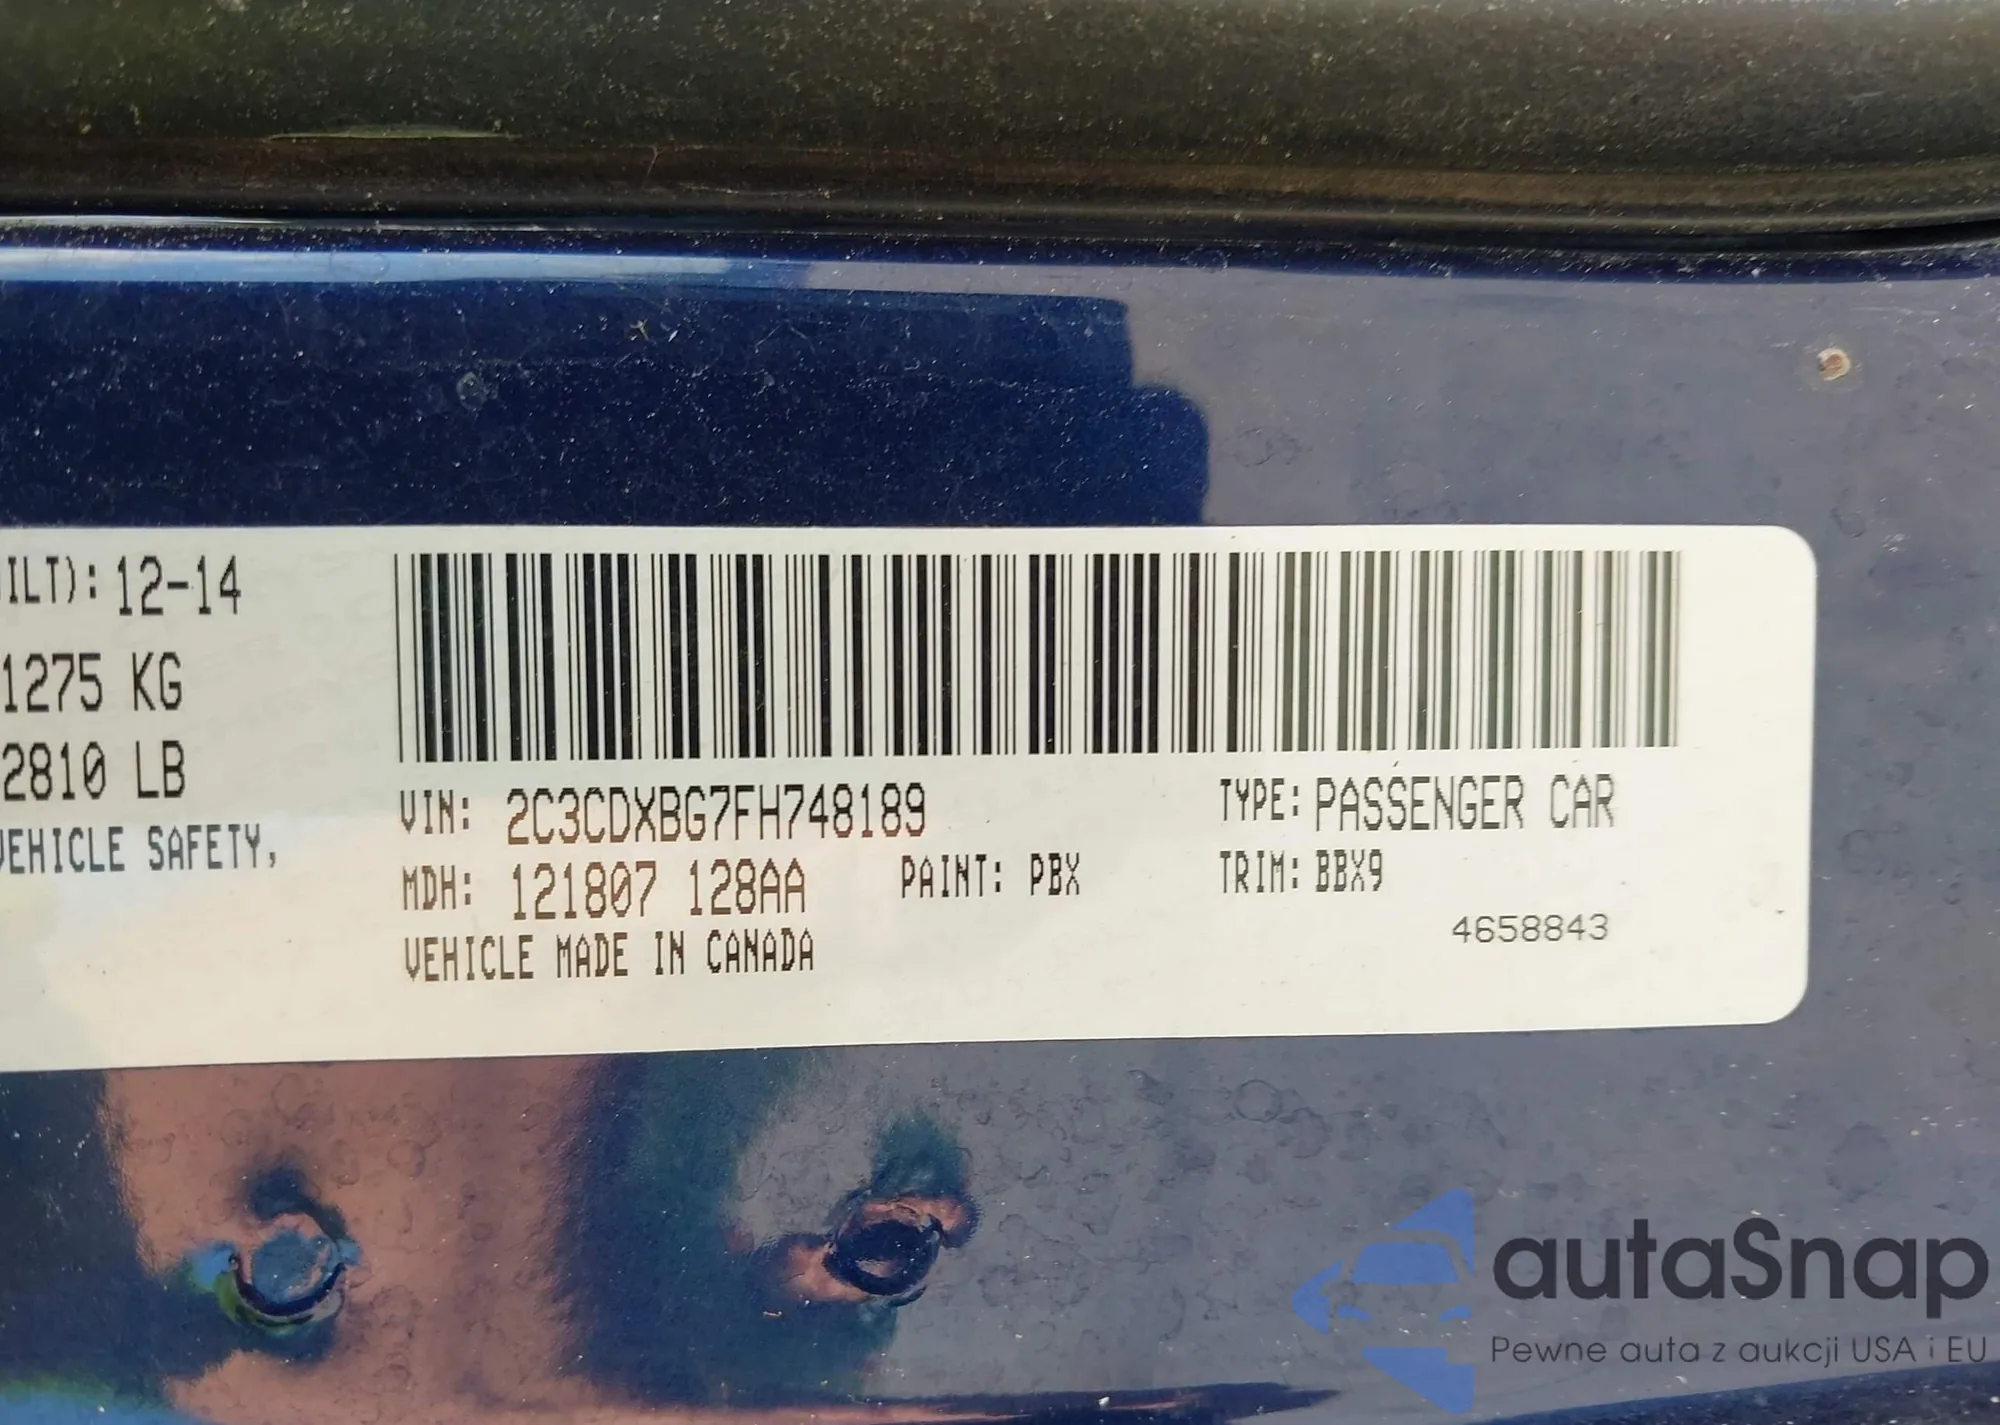 ILT): 12-14
1275 KG
2810 LB
VEHICLE SAFETY,
VIN: 2C3CDXBG7FH748189
TYPE: PASSENGER CAR
MDH: 121807 128AA
PAINT: PBX
TRIM: BBX9
VEHICLE MADE IN CANADA
4658843
autaSnap
Pewne auta z aukcji USA i EU